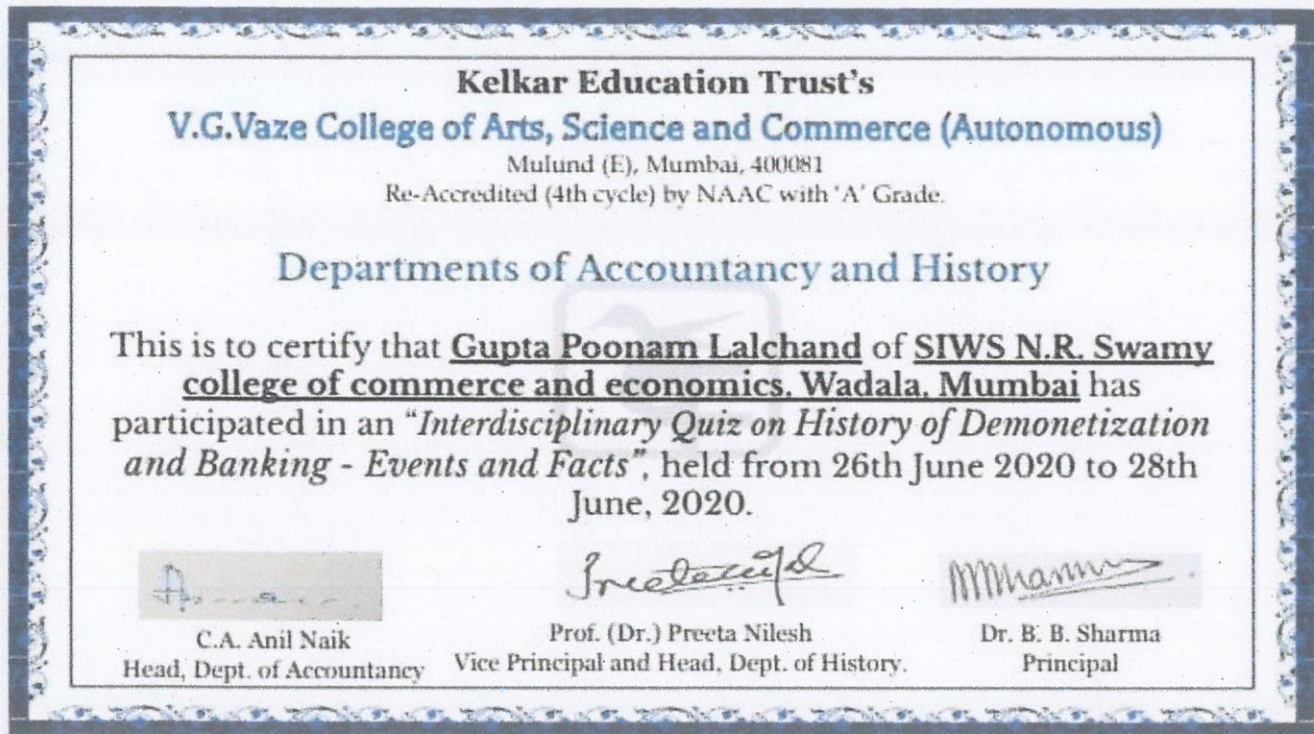 Kelkar Education Trust's
V.G.Vaze College of Arts, Science and Commerce (Autonomous)
Mulund (E), Mumbai, 400081
Re-Accredited (4th cycle) by NAAC with 'A' Grade.
Departments of Accountancy and History
This is to certify that Gupta Poonam Lalchand of SIWS N.R. Swamy
college of commerce and economics. Wadala, Mumbai has
participated in an "Interdisciplinary Quiz on History of Demonetization
and Banking - Events and Facts", held from 26th June 2020 to 28th
June, 2020.
C.A. Anil Naik
Head, Dept. of Accountancy
Prof. (Dr.) Preeta Nilesh
Vice Principal and Head, Dept. of History.
Dr. B. B. Sharma
Principal